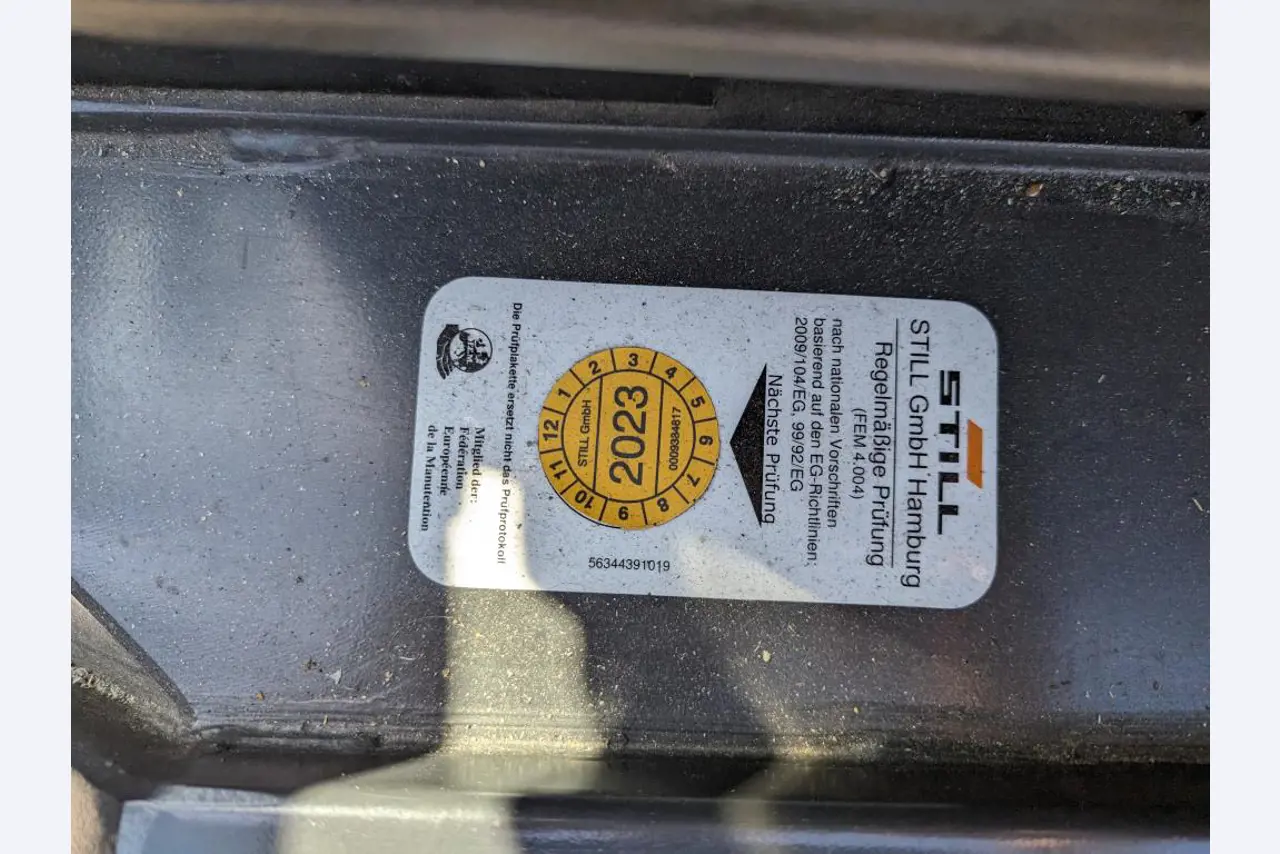 STILL
STILL GmbH Hamburg
Regelmäßige Prüfung
(FEM 4.004)
nach nationalen Vorschriften
basierend auf den EG-Richtlinien:
2009/104/EG, 99/92/EG
Nächste Prüfung
1 2 3 4 5 6 7 8 9 10 11 12
0009384817
2023
STILL GmbH
56344391019
Die Prüfplakette ersetzt nicht das Prüfprotokoll
Mitglied der:
Fédération
Européenne
de la Manutention